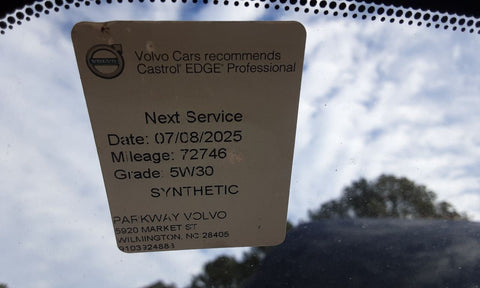 VOLVO
Volvo Cars recommends
Castrol EDGE Professional
Next Service
Date: 07/08/2025
Mileage: 72746
Grade: 5W30
SYNTHETIC
PARKWAY VOLVO
5920 MARKET ST
WILMINGTON, NC 28405
9103924881